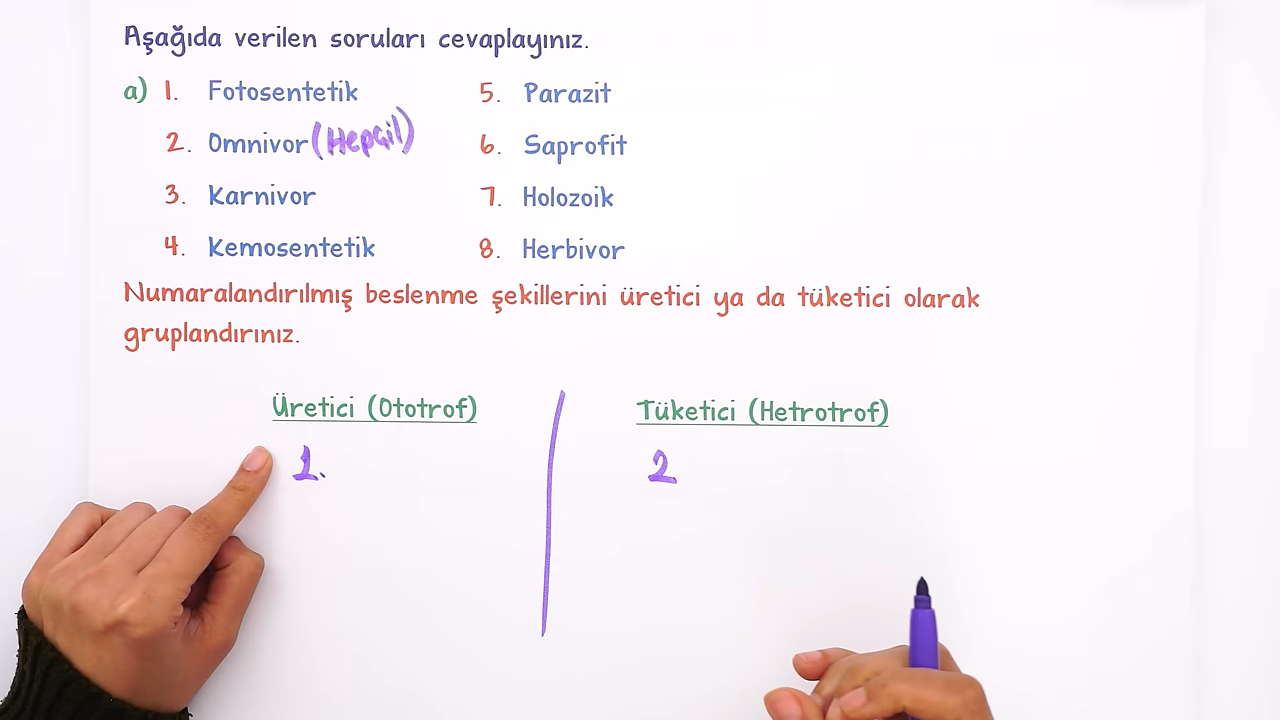 Aşağıda verilen soruları cevaplayınız.
a) 1. Fotosentetik
2. Omnivor (Hepçil)
3. Karnivor
4. Kemosentetik
5. Parazit
6. Saprofit
7. Holozoik
8. Herbivor
Numaralandırılmış beslenme şekillerini üretici ya da tüketici olarak
gruplandırınız.
Üretici (Ototrof)
1.
Tüketici (Hetrotrof)
2